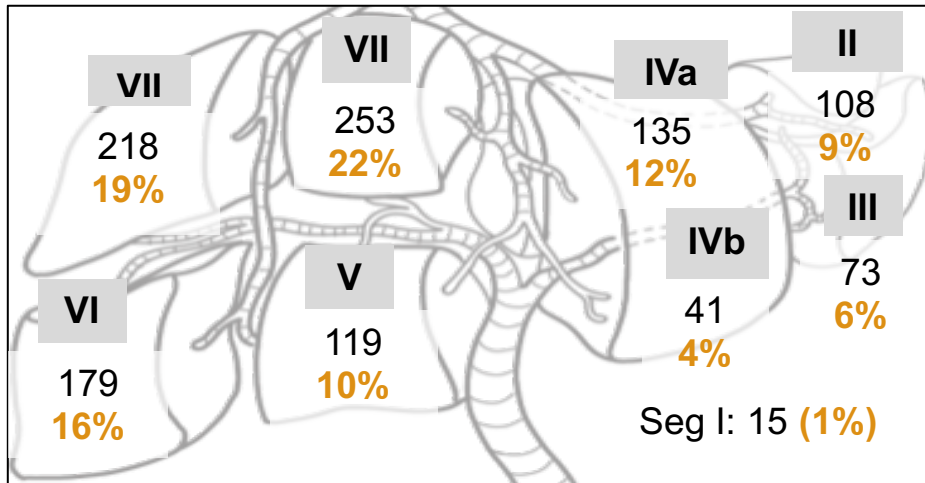 VII
218
19%
VII
253
22%
IVa
135
12%
II
108
9%
VI
179
16%
V
119
10%
IVb
41
4%
III
73
6%
Seg I: 15 (1%)